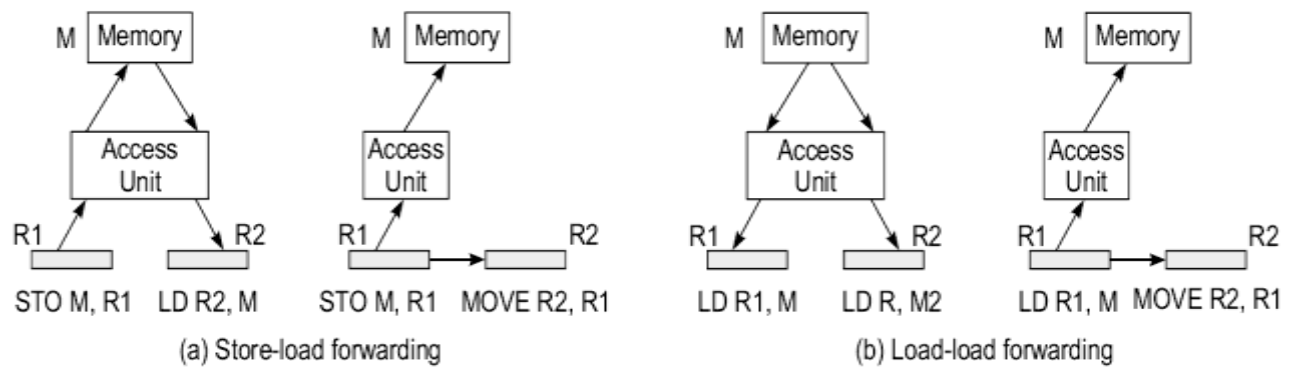 M Memory M Memory M Memory M Memory
Access Unit Access Unit Access Unit Access Unit
R1 R2 R1 R2 R1 R2 R1 R2
STO M, R1 LD R2, M STO M, R1 MOVE R2, R1 LD R1, M LD R, M2 LD R1, M MOVE R2, R1
(a) Store-load forwarding (b) Load-load forwarding